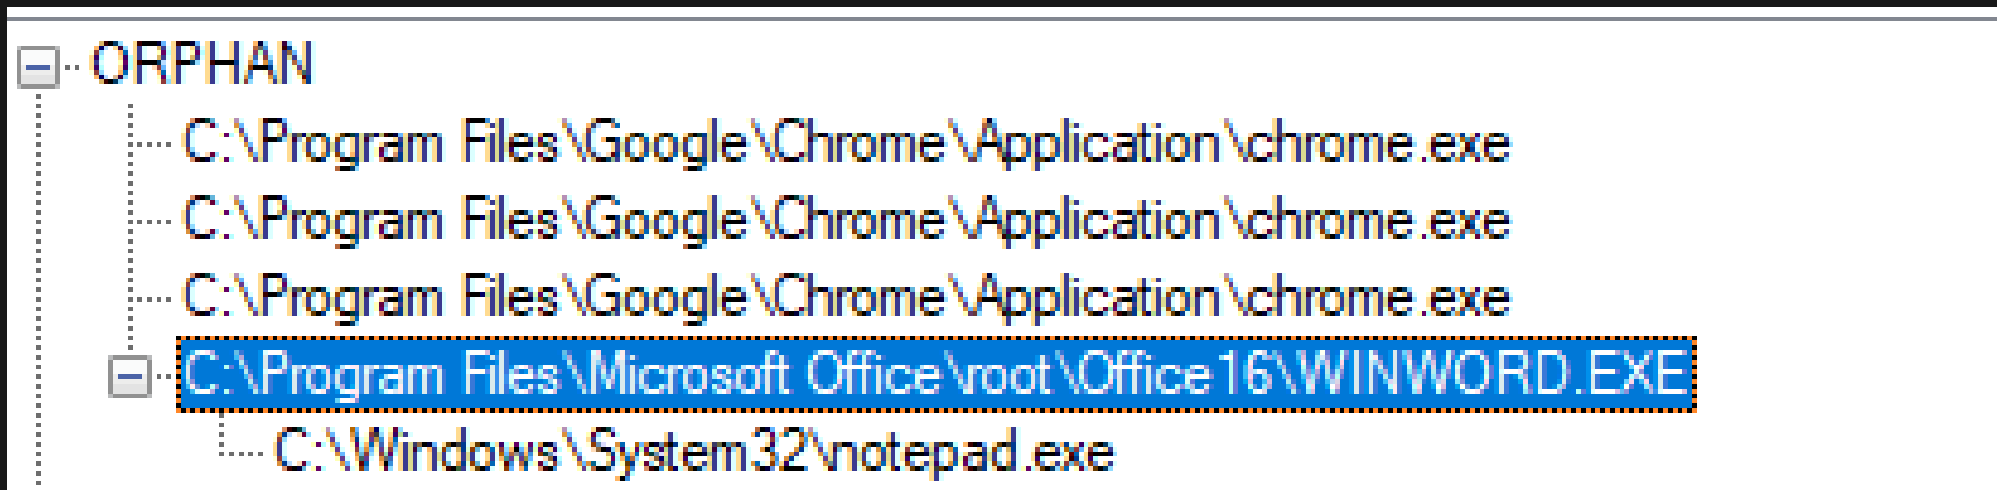 ORPHAN
C:\Program Files\Google\Chrome\Application\chrome.exe
C:\Program Files\Google\Chrome\Application\chrome.exe
C:\Program Files\Google\Chrome\Application\chrome.exe
C:\Program Files\Microsoft Office\root\Office16\WINWORD.EXE
C:\Windows\System32\notepad.exe